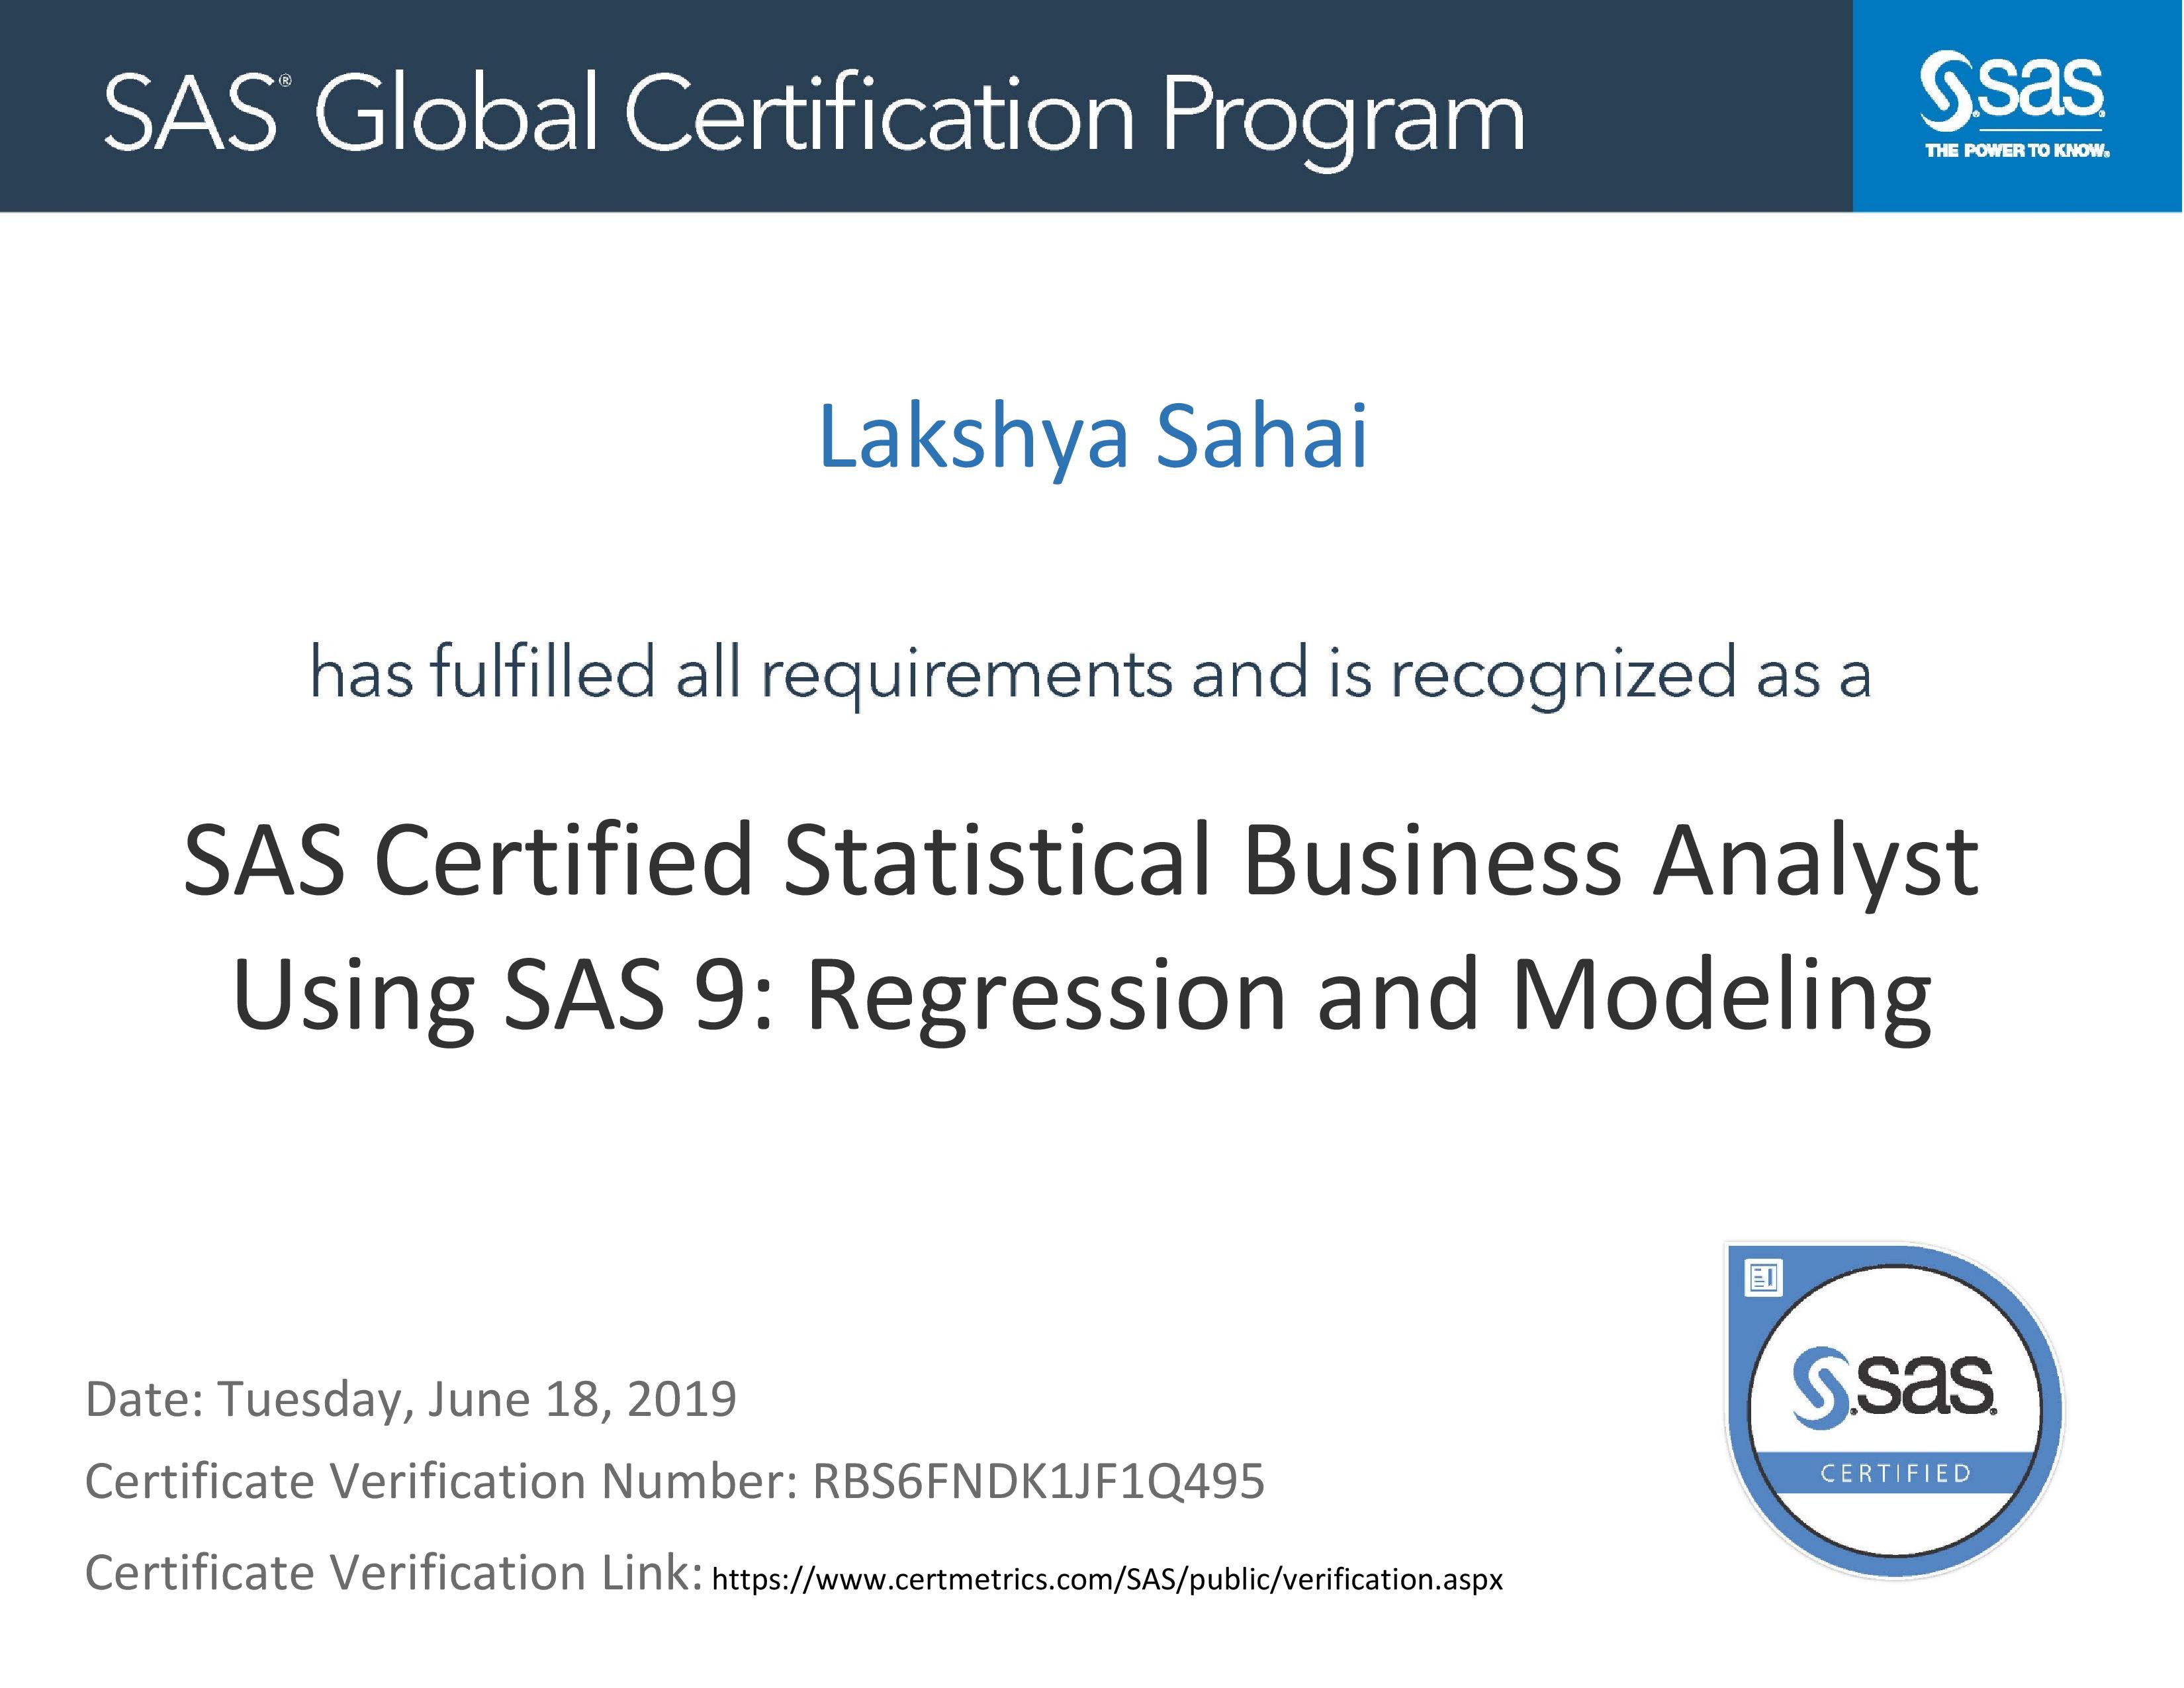 SAS® Global Certification Program
sas
THE POWER TO KNOW®
Lakshya Sahai
has fulfilled all requirements and is recognized as a
SAS Certified Statistical Business Analyst
Using SAS 9: Regression and Modeling
Date: Tuesday, June 18, 2019
Certificate Verification Number: RBS6FNDK1JF1Q495
Certificate Verification Link: https://www.certmetrics.com/SAS/public/verification.aspx
sas
CERTIFIED